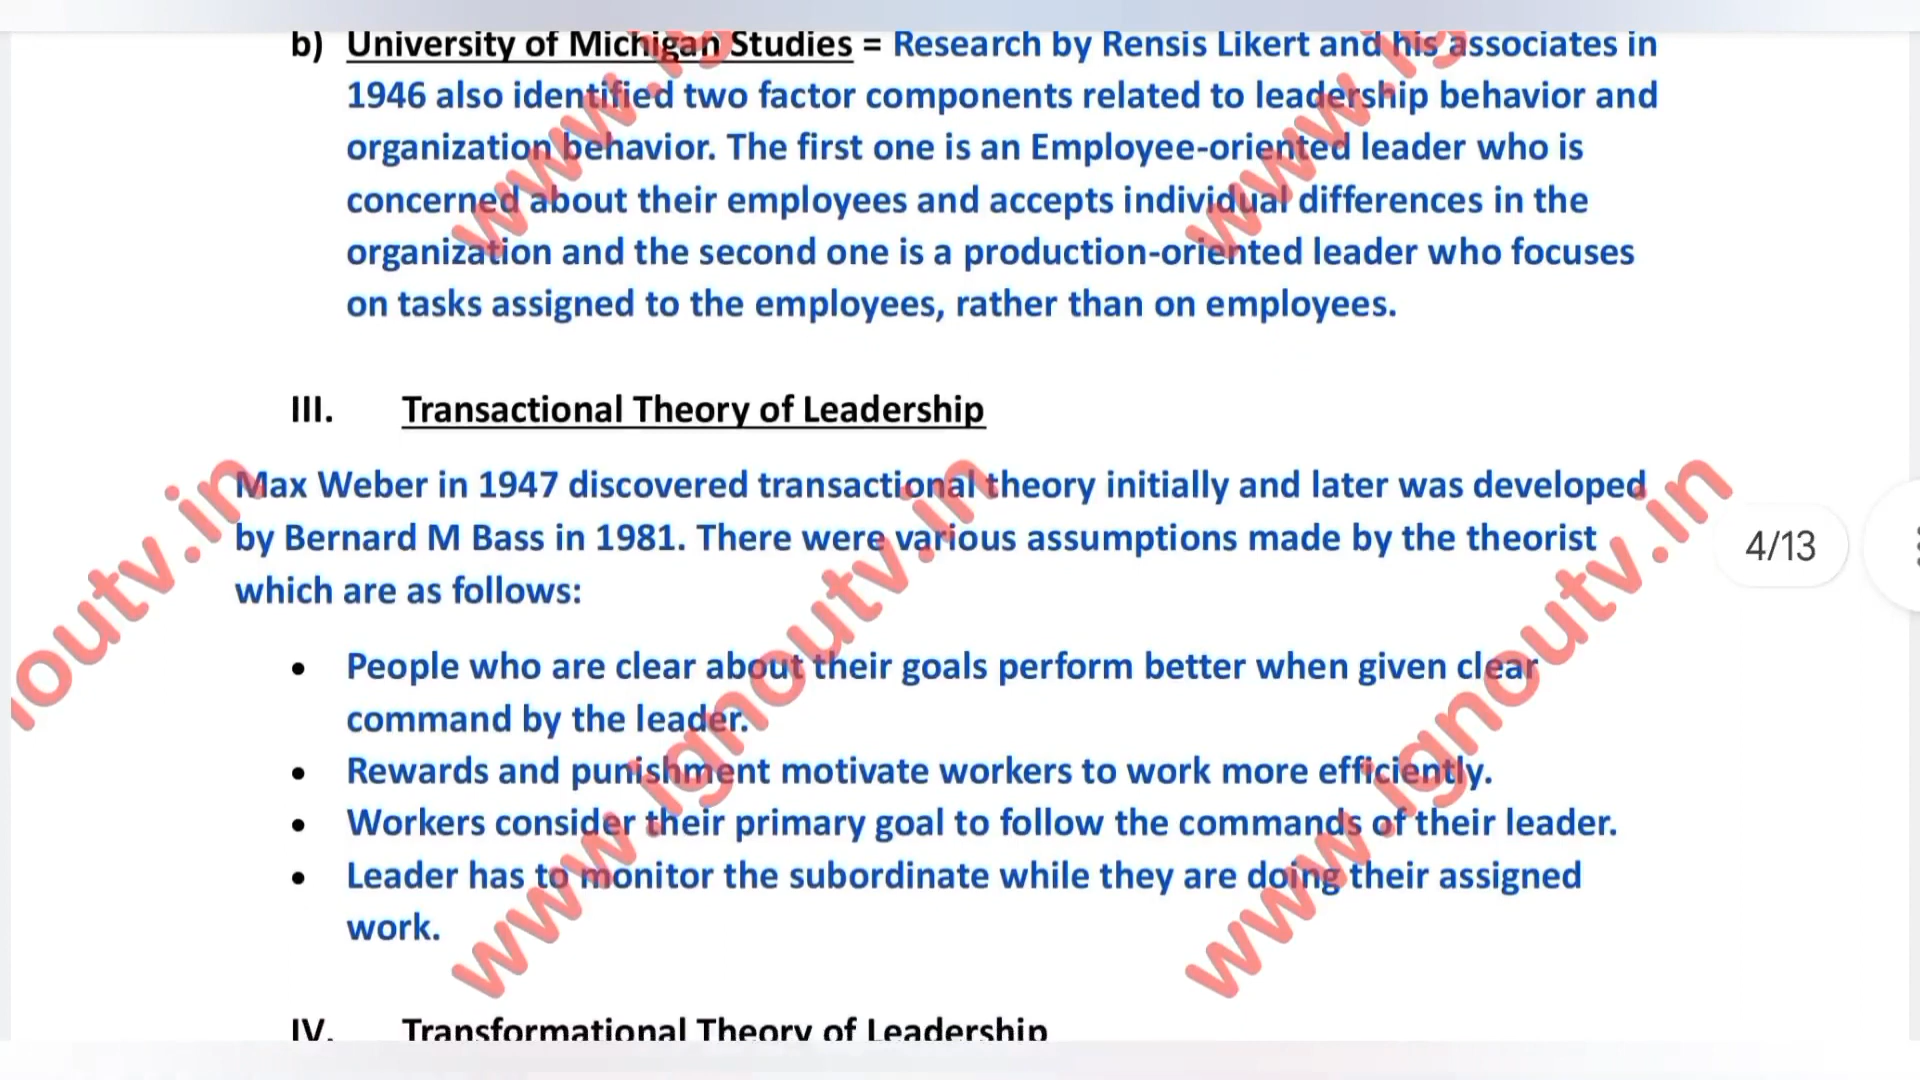 b) University of Michigan Studies = Research by Rensis Likert and his associates in
1946 also identified two factor components related to leadership behavior and
organization behavior. The first one is an Employee-oriented leader who is
concerned about their employees and accepts individual differences in the
organization and the second one is a production-oriented leader who focuses
on tasks assigned to the employees, rather than on employees.
III. Transactional Theory of Leadership
Max Weber in 1947 discovered transactional theory initially and later was developed
by Bernard M Bass in 1981. There were various assumptions made by the theorist
which are as follows:
4/13
• People who are clear about their goals perform better when given clear
command by the leader.
• Rewards and punishment motivate workers to work more efficiently.
• Workers consider their primary goal to follow the commands of their leader.
• Leader has to monitor the subordinate while they are doing their assigned
work.
IV. Transformational Theory of Leadership
www.ig
www.ig
noutv.in
www.ignoutv.in
www.ignoutv.in